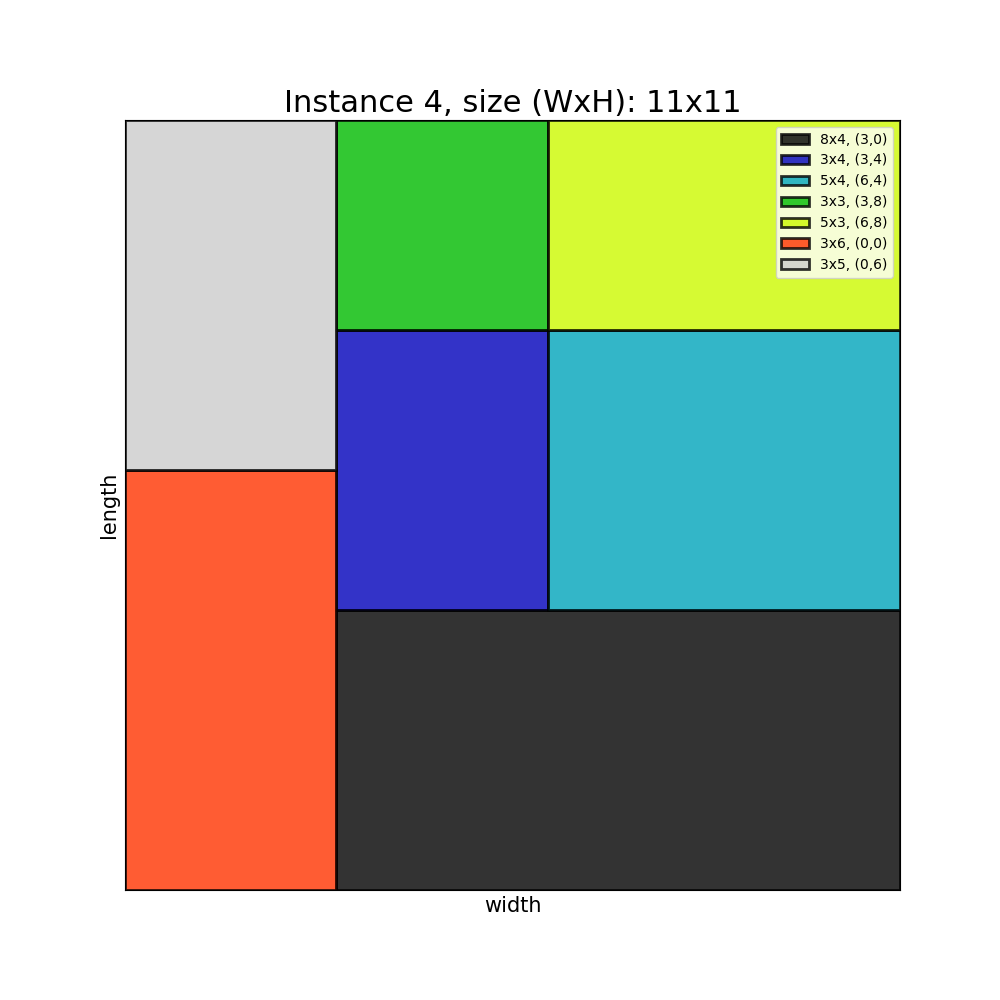 Instance 4, size (WxH): 11x11
8x4, (3,0)
3x4, (3,4)
5x4, (6,4)
3x3, (3,8)
5x3, (6,8)
3x6, (0,0)
3x5, (0,6)
length
width